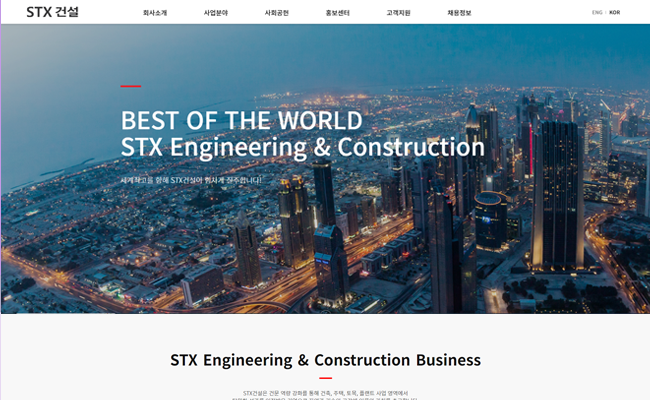 STX 건설
회사소개 사업분야 사회공헌 홍보센터 고객지원 채용정보
ENG · KOR
BEST OF THE WORLD
STX Engineering & Construction
세계최고를 향해 STX건설이 힘차게 질주합니다!
STX Engineering & Construction Business
STX건설은 전문 역량 강화를 통해 건축, 주택, 토목, 플랜트 사업 영역에서